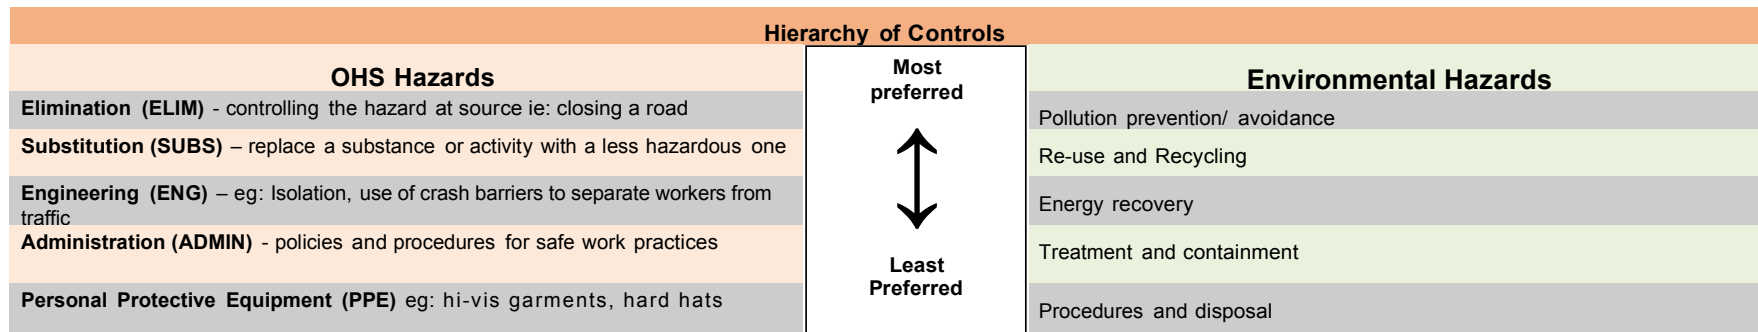 Hierarchy of Controls
OHS Hazards
Most
preferred
Environmental Hazards
Elimination (ELIM) - controlling the hazard at source ie: closing a road
Pollution prevention/ avoidance
Substitution (SUBS) – replace a substance or activity with a less hazardous one
Re-use and Recycling
Engineering (ENG) – eg: Isolation, use of crash barriers to separate workers from
traffic
Energy recovery
Administration (ADMIN) - policies and procedures for safe work practices
Treatment and containment
Least
Preferred
Personal Protective Equipment (PPE) eg: hi-vis garments, hard hats
Procedures and disposal